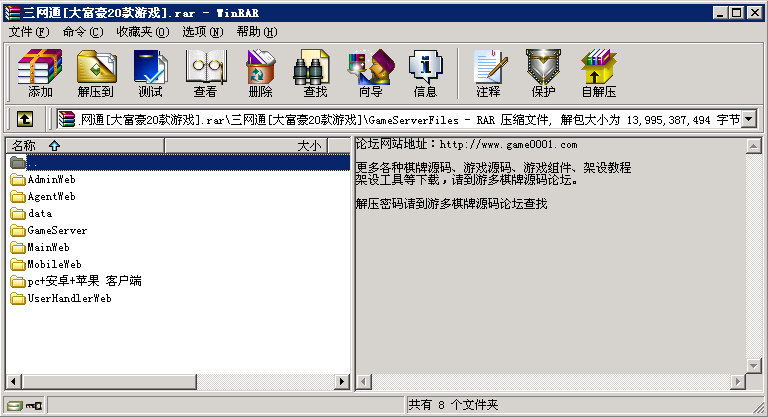 三网通[大富豪20款游戏].rar - WinRAR
文件(F) 命令(C) 收藏夹(O) 选项(N) 帮助(H)
添加 解压到 测试 查看 删除 查找 向导 信息 注释 保护 自解压
网通[大富豪20款游戏].rar\三网通[大富豪20款游戏]\GameServerFiles - RAR 压缩文件, 解包大小为 13,995,387,494 字节
名称 大小
..
AdminWeb
AgentWeb
data
GameServer
MainWeb
MobileWeb
pc+安卓+苹果 客户端
UserHandlerWeb
论坛网站地址：http://www.game0001.com
更多各种棋牌源码、游戏源码、游戏组件、架设教程
架设工具等下载，请到游多棋牌源码论坛。
解压密码请到游多棋牌源码论坛查找
共有 8 个文件夹